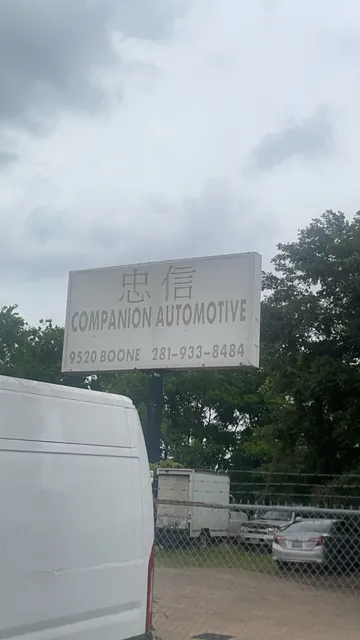 忠信
COMPANION AUTOMOTIVE
9520 BOONE 281-933-8484